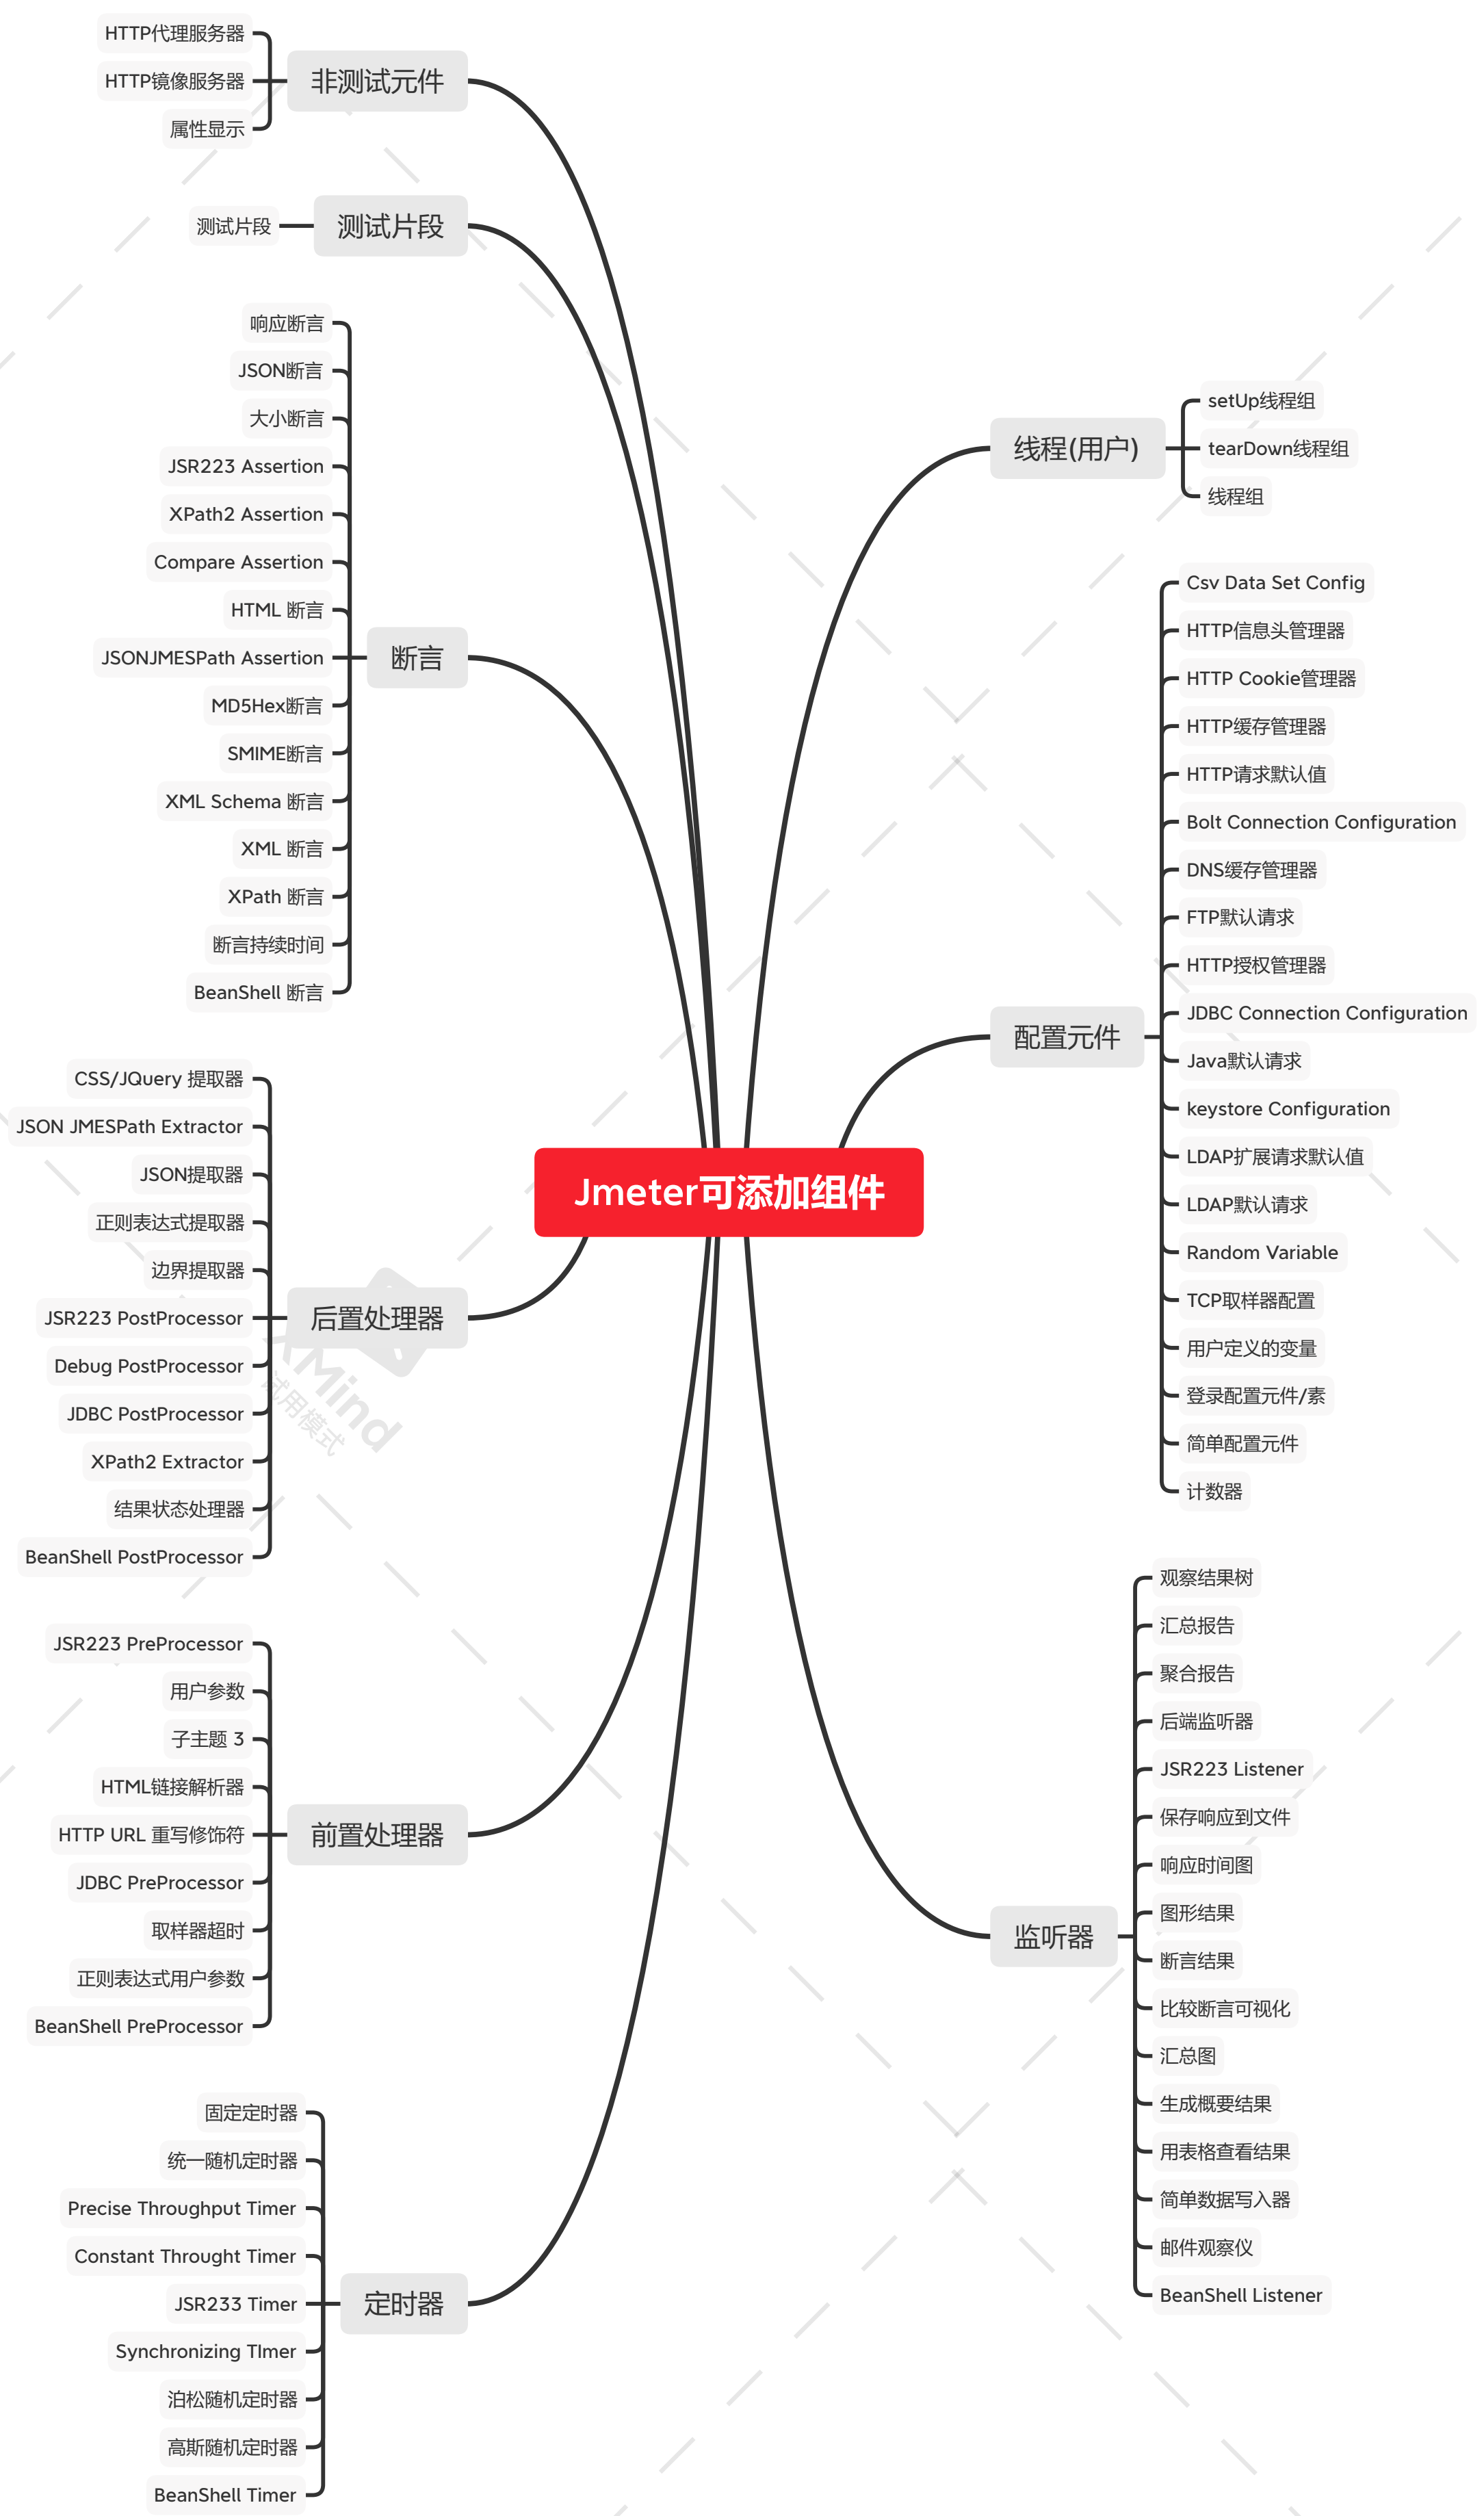 Jmeter可添加组件
线程(用户)
setUp线程组
tearDown线程组
线程组
配置元件
Csv Data Set Config
HTTP信息头管理器
HTTP Cookie管理器
HTTP缓存管理器
HTTP请求默认值
Bolt Connection Configuration
DNS缓存管理器
FTP默认请求
HTTP授权管理器
JDBC Connection Configuration
Java默认请求
keystore Configuration
LDAP扩展请求默认值
LDAP默认请求
Random Variable
TCP取样器配置
用户定义的变量
登录配置元件/素
简单配置元件
计数器
监听器
观察结果树
汇总报告
聚合报告
后端监听器
JSR223 Listener
保存响应到文件
响应时间图
图形结果
断言结果
比较断言可视化
汇总图
生成概要结果
用表格查看结果
简单数据写入器
邮件观察仪
BeanShell Listener
非测试元件
HTTP代理服务器
HTTP镜像服务器
属性显示
测试片段
测试片段
断言
响应断言
JSON断言
大小断言
JSR223 Assertion
XPath2 Assertion
Compare Assertion
HTML 断言
JSONJMESPath Assertion
MD5Hex断言
SMIME断言
XML Schema 断言
XML 断言
XPath 断言
断言持续时间
BeanShell 断言
后置处理器
CSS/JQuery 提取器
JSON JMESPath Extractor
JSON提取器
正则表达式提取器
边界提取器
JSR223 PostProcessor
Debug PostProcessor
JDBC PostProcessor
XPath2 Extractor
结果状态处理器
BeanShell PostProcessor
前置处理器
JSR223 PreProcessor
用户参数
子主题 3
HTML链接解析器
HTTP URL 重写修饰符
JDBC PreProcessor
取样器超时
正则表达式用户参数
BeanShell PreProcessor
定时器
固定定时器
统一随机定时器
Precise Throughput Timer
Constant Throught Timer
JSR233 Timer
Synchronizing TImer
泊松随机定时器
高斯随机定时器
BeanShell Timer
XMind
试用模式